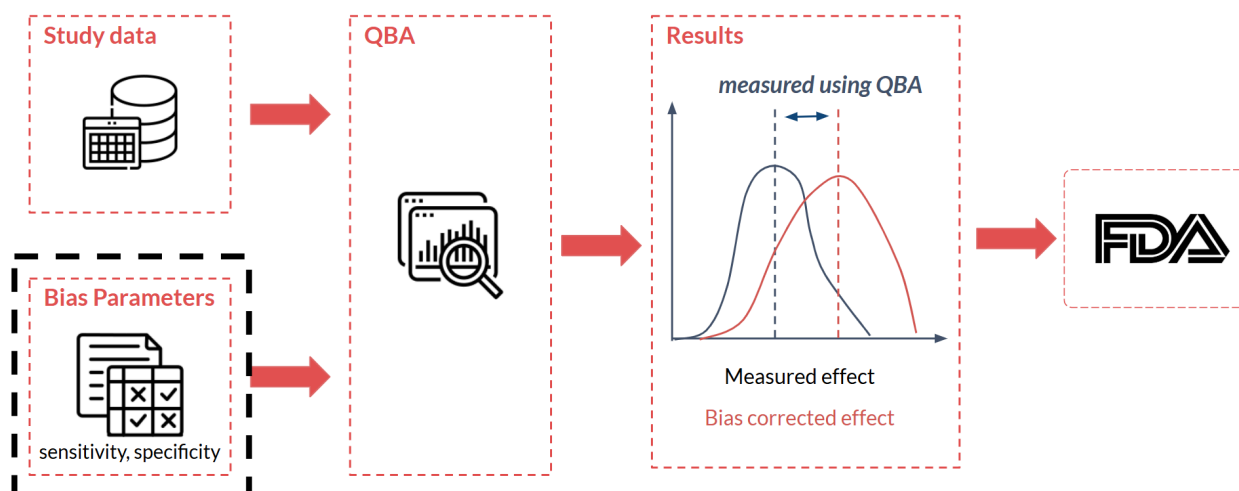 Study data
QBA
Results
measured using QBA
FDA
Bias Parameters
sensitivity, specificity
Measured effect
Bias corrected effect